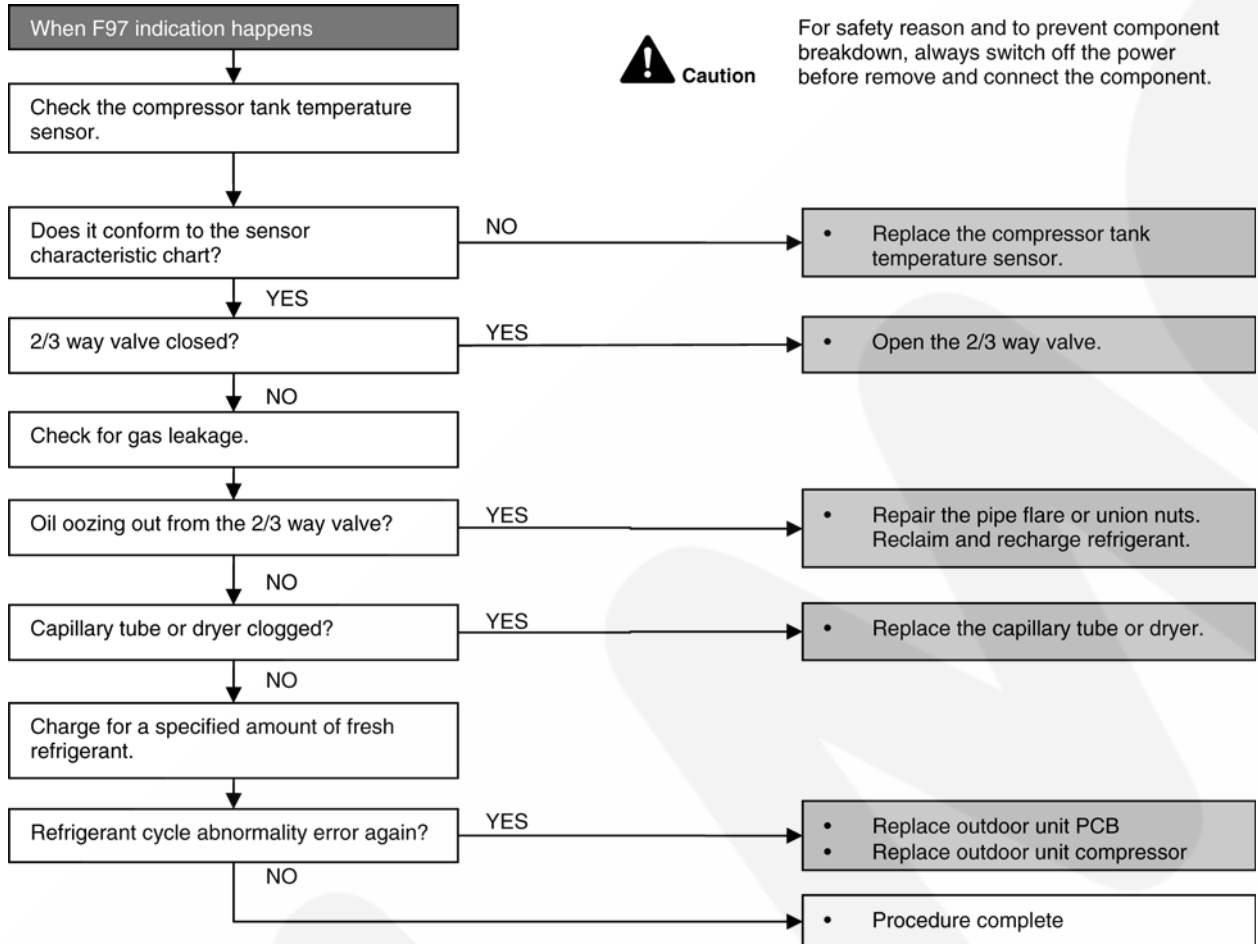 When F97 indication happens
Caution
For safety reason and to prevent component
breakdown, always switch off the power
before remove and connect the component.
Check the compressor tank temperature
sensor.
Does it conform to the sensor
characteristic chart?
NO
• Replace the compressor tank
temperature sensor.
YES
2/3 way valve closed?
YES
• Open the 2/3 way valve.
NO
Check for gas leakage.
Oil oozing out from the 2/3 way valve?
YES
• Repair the pipe flare or union nuts.
Reclaim and recharge refrigerant.
NO
Capillary tube or dryer clogged?
YES
• Replace the capillary tube or dryer.
NO
Charge for a specified amount of fresh
refrigerant.
Refrigerant cycle abnormality error again?
YES
• Replace outdoor unit PCB
• Replace outdoor unit compressor
NO
• Procedure complete